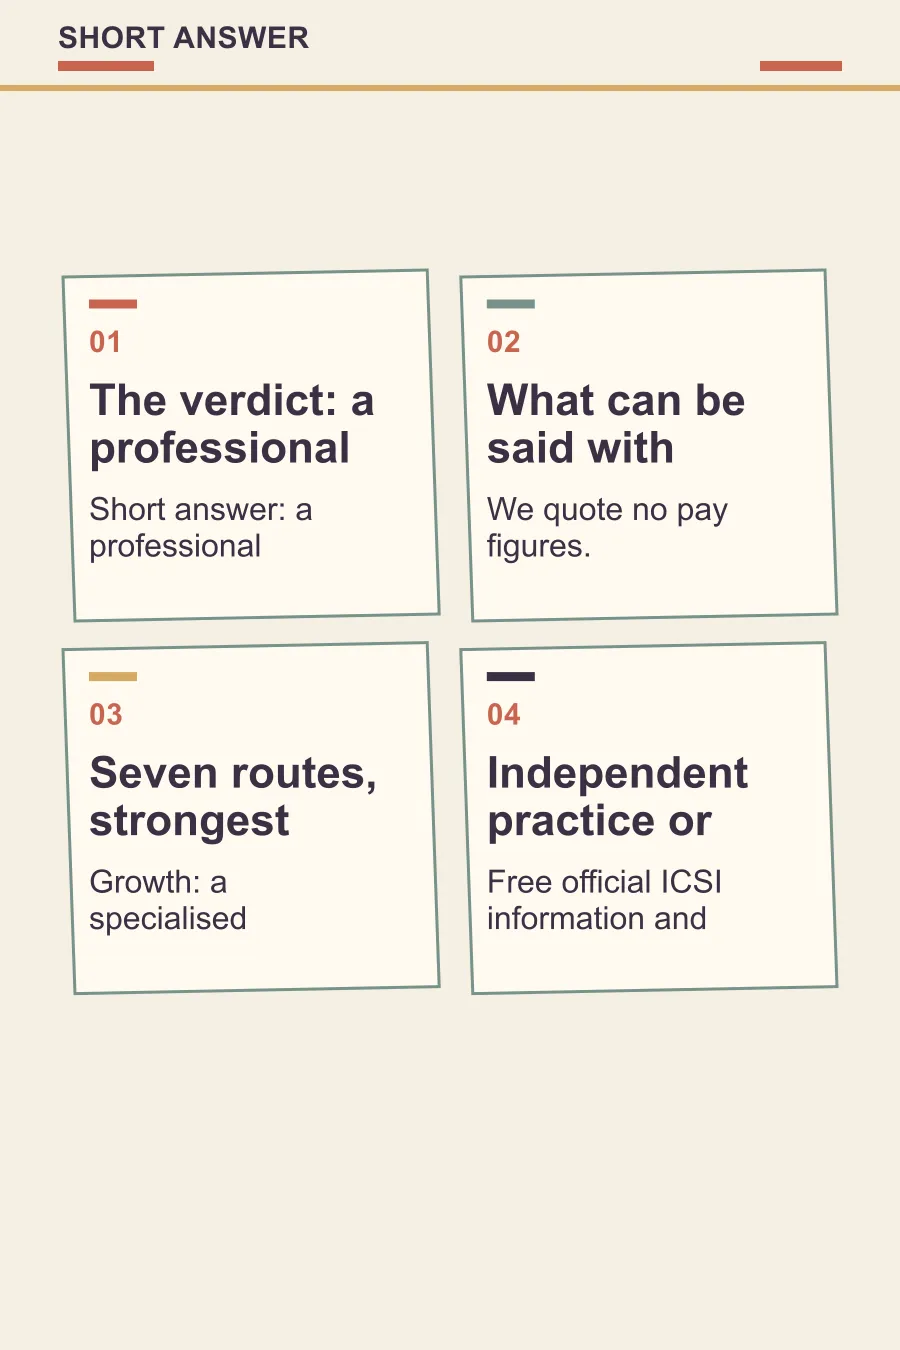 SHORT ANSWER
01
The verdict: a
professional
Short answer: a
professional
02
What can be
said with
We quote no pay
figures.
03
Seven routes,
strongest
Growth: a
specialised
04
Independent
practice or
Free official ICSI
information and